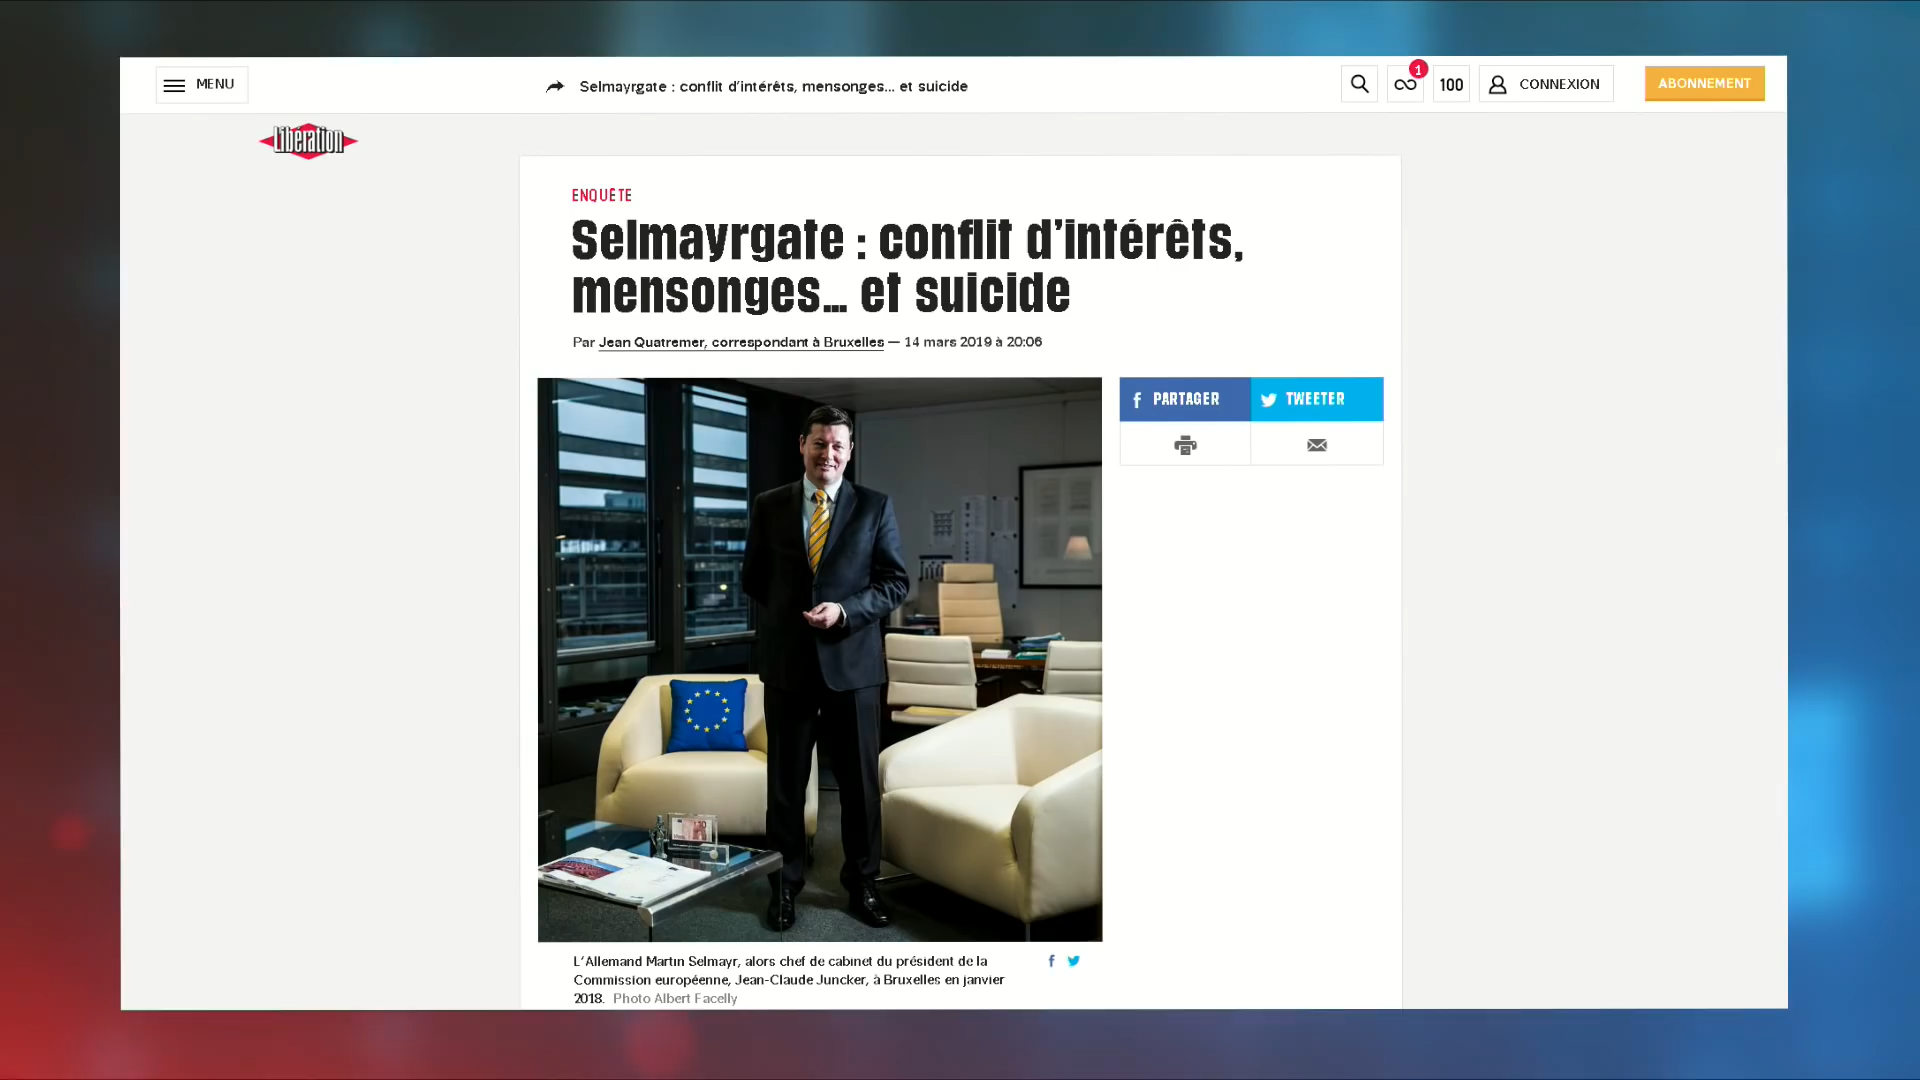 MENU
Selmayrgate : conflit d’intérêts, mensonges... et suicide
1
100
CONNEXION
ABONNEMENT
Libération
ENQUÊTE
Selmayrgate : conflit d’intérêts,
mensonges... et suicide
Par Jean Quatremer, correspondant à Bruxelles — 14 mars 2019 à 20:06
PARTAGER
TWEETER
L’Allemand Martin Selmayr, alors chef de cabinet du président de la
Commission européenne, Jean-Claude Juncker, à Bruxelles en janvier
2018. Photo Albert Facelly